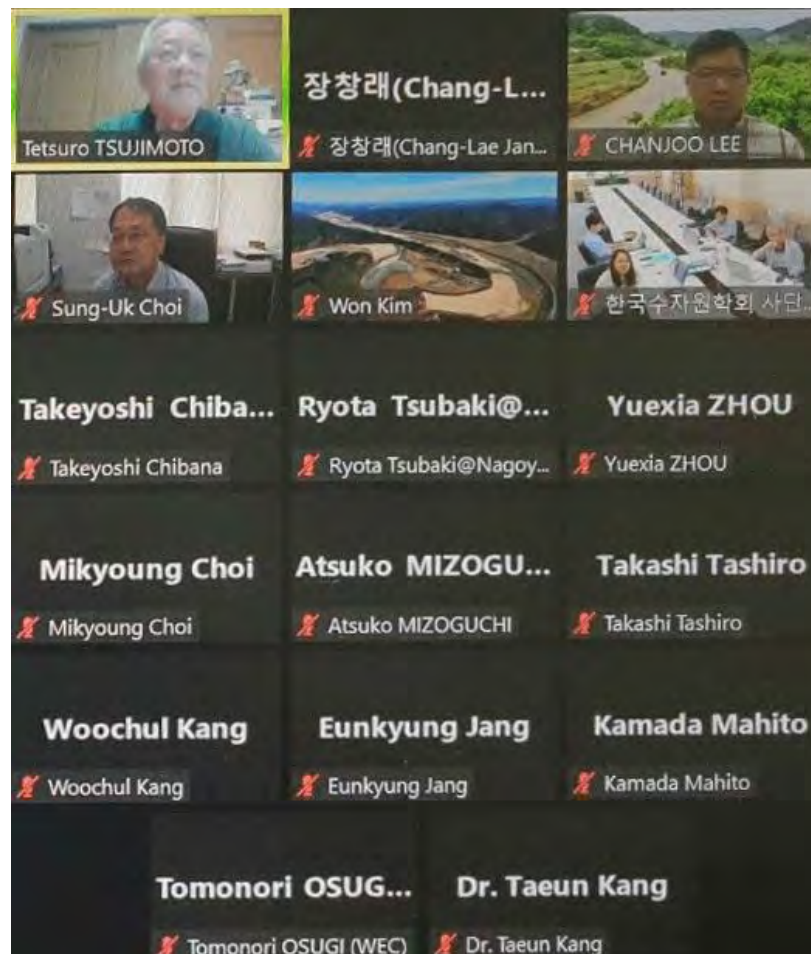 Tetsuro TSUJIMOTO
장창래(Chang-L...
장창래(Chang-Lae Jan...
CHANJOO LEE
Sung-Uk Choi
Won Kim
한국수자원학회 사단...
Takeyoshi Chiba...
Takeyoshi Chibana
Ryota Tsubaki@...
Ryota Tsubaki@Nagoy...
Yuexia ZHOU
Yuexia ZHOU
Mikyoung Choi
Mikyoung Choi
Atsuko MIZOGU...
Atsuko MIZOGUCHI
Takashi Tashiro
Takashi Tashiro
Woochul Kang
Woochul Kang
Eunkyung Jang
Eunkyung Jang
Kamada Mahito
Kamada Mahito
Tomonori OSUG...
Tomonori OSUGI (WEC)
Dr. Taeun Kang
Dr. Taeun Kang